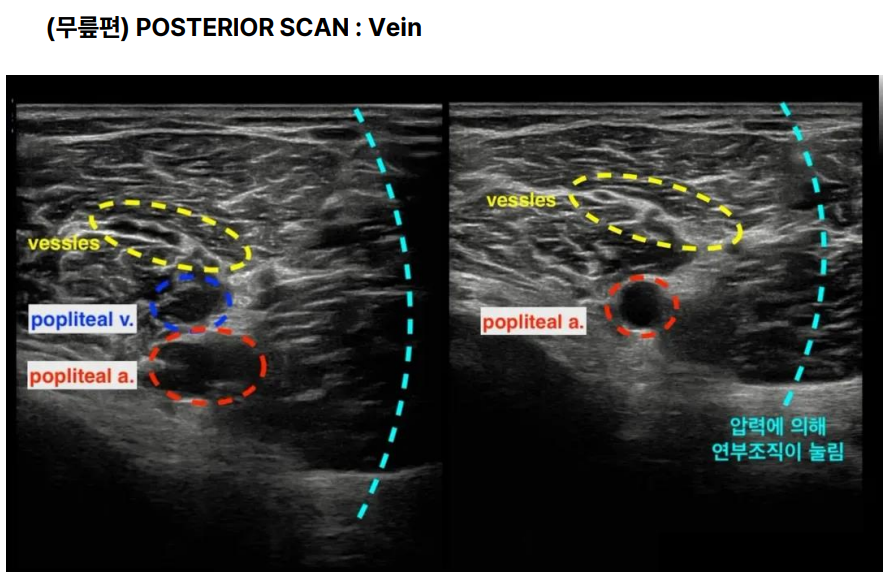 (무릎편) POSTERIOR SCAN : Vein
vessles
popliteal v.
popliteal a.
vessles
popliteal a.
압력에 의해
연부조직이 눌림